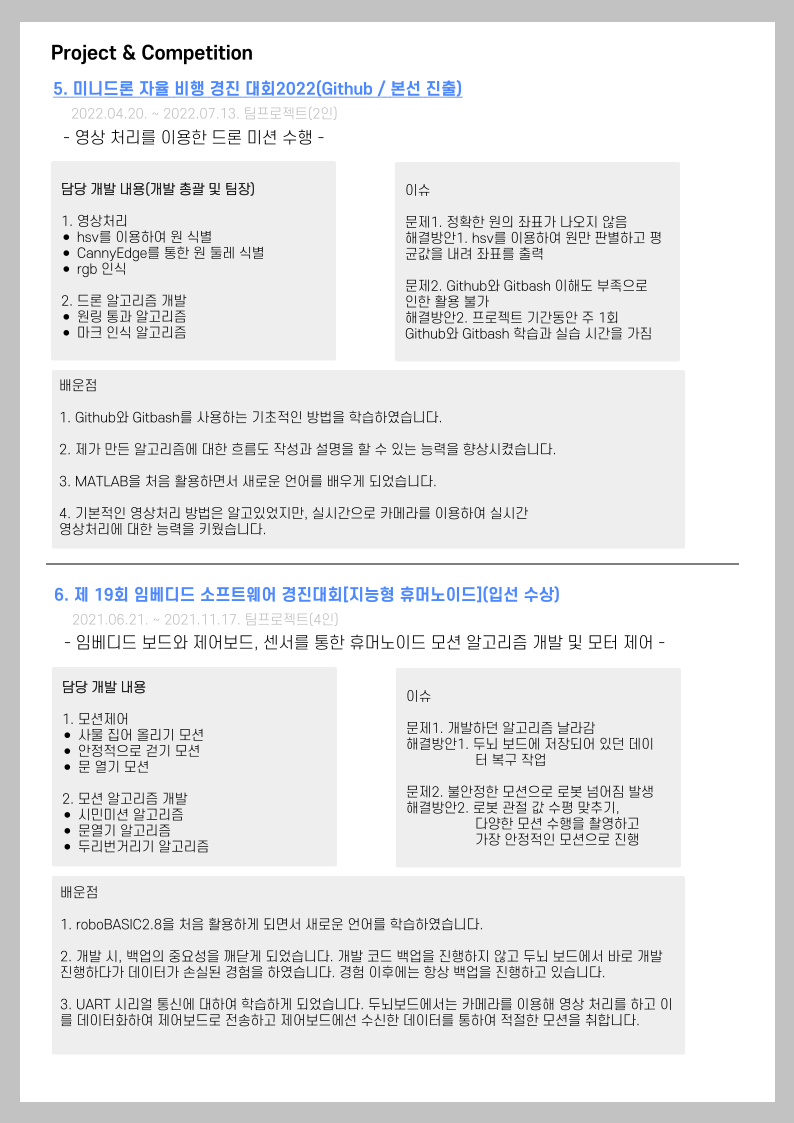 Project & Competition
5. 미니드론 자율 비행 경진 대회2022(Github / 본선 진출)
2022.04.20. ~ 2022.07.13. 팀프로젝트(2인)
- 영상 처리를 이용한 드론 미션 수행 -
담당 개발 내용(개발 총괄 및 팀장)
1. 영상처리
• hsv를 이용하여 원 식별
• CannyEdge를 통한 원 둘레 식별
• rgb 인식
2. 드론 알고리즘 개발
• 원링 통과 알고리즘
• 마크 인식 알고리즘
이슈
문제1. 정확한 원의 좌표가 나오지 않음
해결방안1. hsv를 이용하여 원만 판별하고 평
균값을 내려 좌표를 출력
문제2. Github와 Gitbash 이해도 부족으로
인한 활용 불가
해결방안2. 프로젝트 기간동안 주 1회
Github와 Gitbash 학습과 실습 시간을 가짐
배운점
1. Github와 Gitbash를 사용하는 기초적인 방법을 학습하였습니다.
2. 제가 만든 알고리즘에 대한 흐름도 작성과 설명을 할 수 있는 능력을 향상시켰습니다.
3. MATLAB을 처음 활용하면서 새로운 언어를 배우게 되었습니다.
4. 기본적인 영상처리 방법은 알고있었지만, 실시간으로 카메라를 이용하여 실시간
영상처리에 대한 능력을 키웠습니다.
6. 제 19회 임베디드 소프트웨어 경진대회[지능형 휴머노이드](입선 수상)
2021.06.21. ~ 2021.11.17. 팀프로젝트(4인)
- 임베디드 보드와 제어보드, 센서를 통한 휴머노이드 모션 알고리즘 개발 및 모터 제어 -
담당 개발 내용
1. 모션제어
• 사물 집어 올리기 모션
• 안정적으로 걷기 모션
• 문 열기 모션
2. 모션 알고리즘 개발
• 시민미션 알고리즘
• 문열기 알고리즘
• 두리번거리기 알고리즘
이슈
문제1. 개발하던 알고리즘 날라감
해결방안1. 두뇌 보드에 저장되어 있던 데이
터 복구 작업
문제2. 불안정한 모션으로 로봇 넘어짐 발생
해결방안2. 로봇 관절 값 수평 맞추기,
다양한 모션 수행을 촬영하고
가장 안정적인 모션으로 진행
배운점
1. roboBASIC2.8을 처음 활용하게 되면서 새로운 언어를 학습하였습니다.
2. 개발 시, 백업의 중요성을 깨닫게 되었습니다. 개발 코드 백업을 진행하지 않고 두뇌 보드에서 바로 개발
진행하다가 데이터가 손실된 경험을 하였습니다. 경험 이후에는 항상 백업을 진행하고 있습니다.
3. UART 시리얼 통신에 대하여 학습하게 되었습니다. 두뇌보드에서는 카메라를 이용해 영상 처리를 하고 이
를 데이터화하여 제어보드로 전송하고 제어보드에선 수신한 데이터를 통하여 적절한 모션을 취합니다.